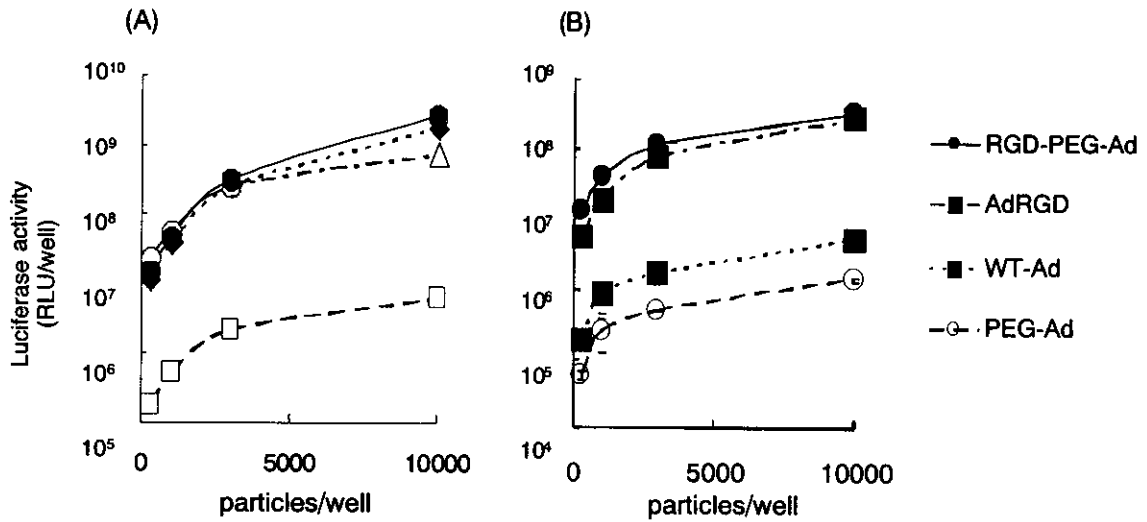 (A)
10¹⁰
10⁹
10⁸
10⁷
10⁶
10⁵
0
5000
10000
particles/well
Luciferase activity
(RLU/well)
(B)
10⁹
10⁸
10⁷
10⁶
10⁵
10⁴
0
5000
10000
particles/well
RGD-PEG-Ad
AdRGD
WT-Ad
PEG-Ad